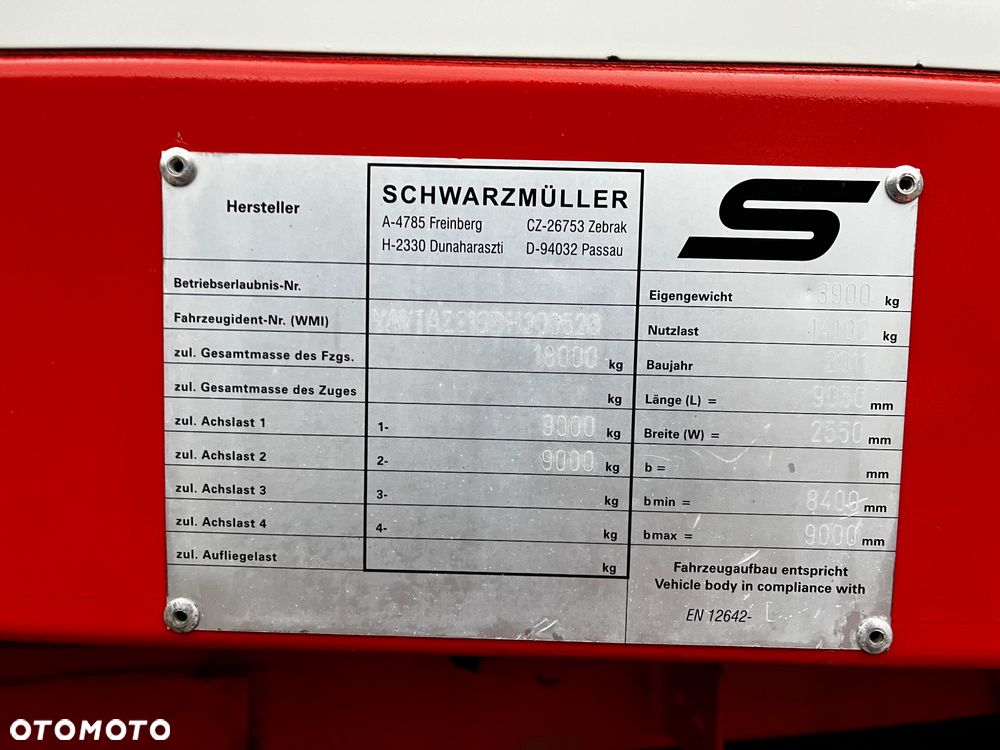 Hersteller
SCHWARZMÜLLER
A-4785 Freinberg CZ-26753 Zebrak
H-2330 Dunaharaszti D-94032 Passau
S
Betriebserlaubnis-Nr.
Fahrzeugident-Nr. (WMI)
zul. Gesamtmasse des Fzgs. 18000 kg
zul. Gesamtmasse des Zuges kg
zul. Achslast 1 1- 9000 kg
zul. Achslast 2 2- 9000 kg
zul. Achslast 3 3- kg
zul. Achslast 4 4- kg
zul. Aufliegelast kg
Eigengewicht 3900 kg
Nutzlast 14100 kg
Baujahr 2011
Länge (L) = mm
Breite (W) = 2550 mm
b = mm
b min = 8400 mm
b max = 9000 mm
Fahrzeugaufbau entspricht
Vehicle body in compliance with
EN 12642- L
OTOMOTO